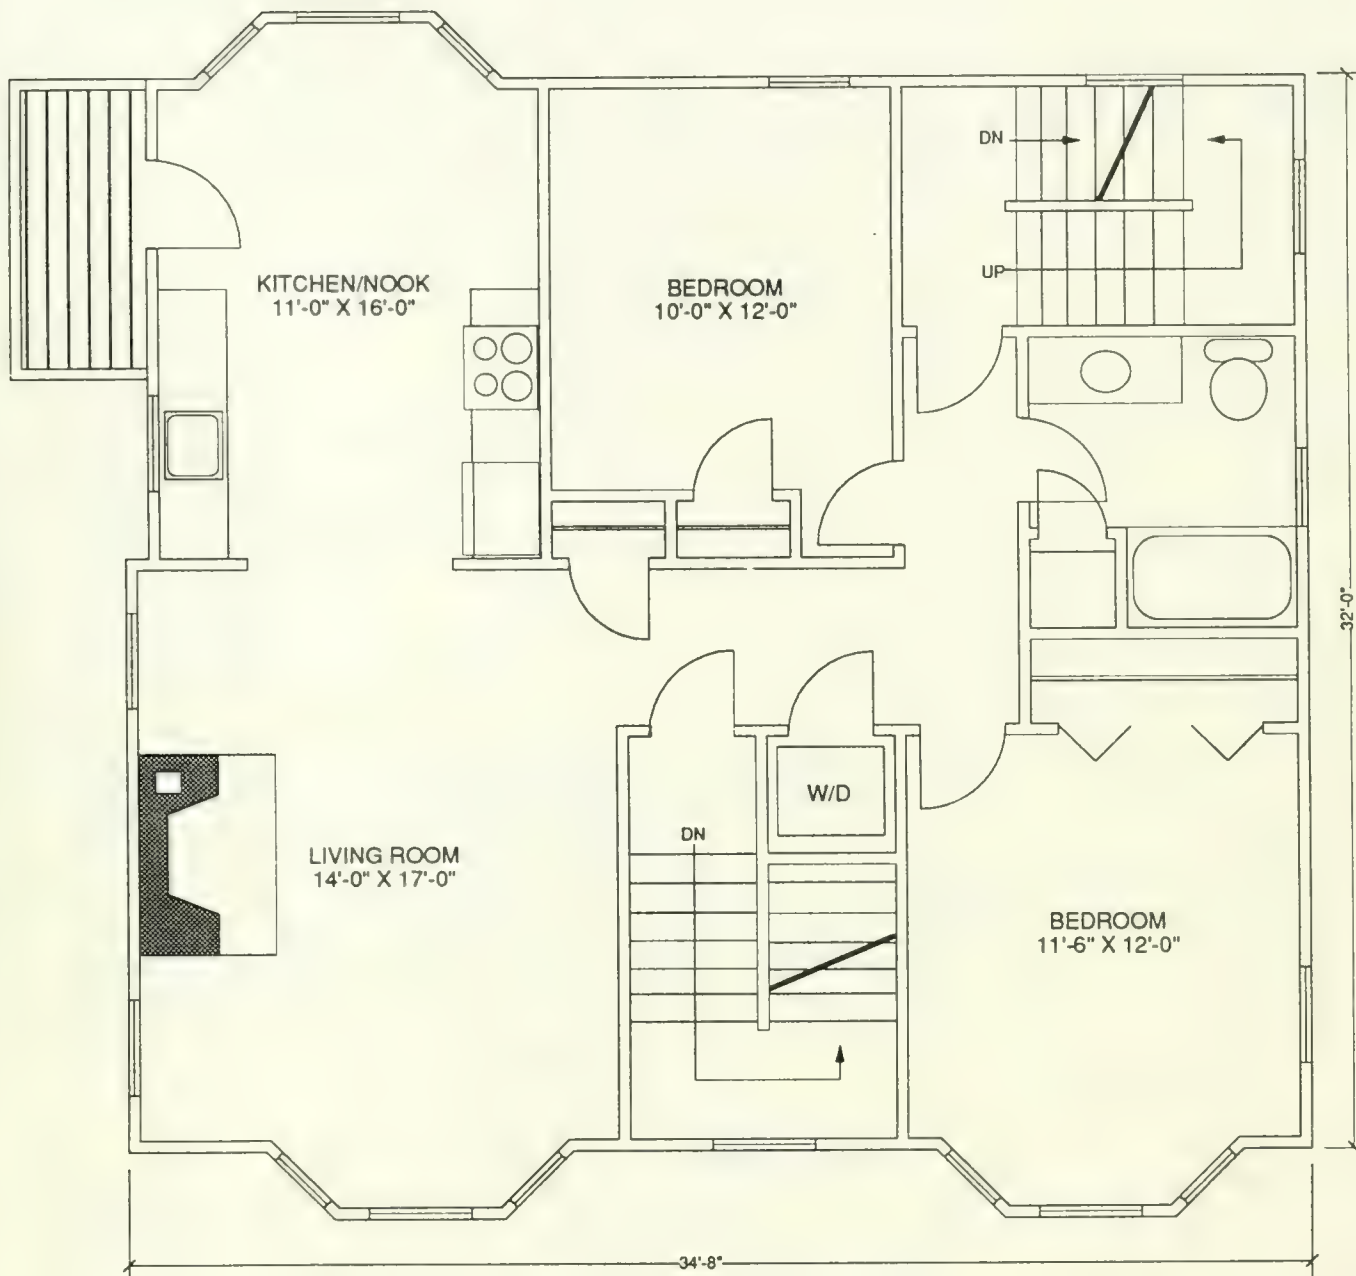 DN
UP
KITCHEN/NOOK
11'-0" X 16'-0"
BEDROOM
10'-0" X 12'-0"
32'-0"
W/D
DN
LIVING ROOM
14'-0" X 17'-0"
BEDROOM
11'-6" X 12'-0"
34'-8"